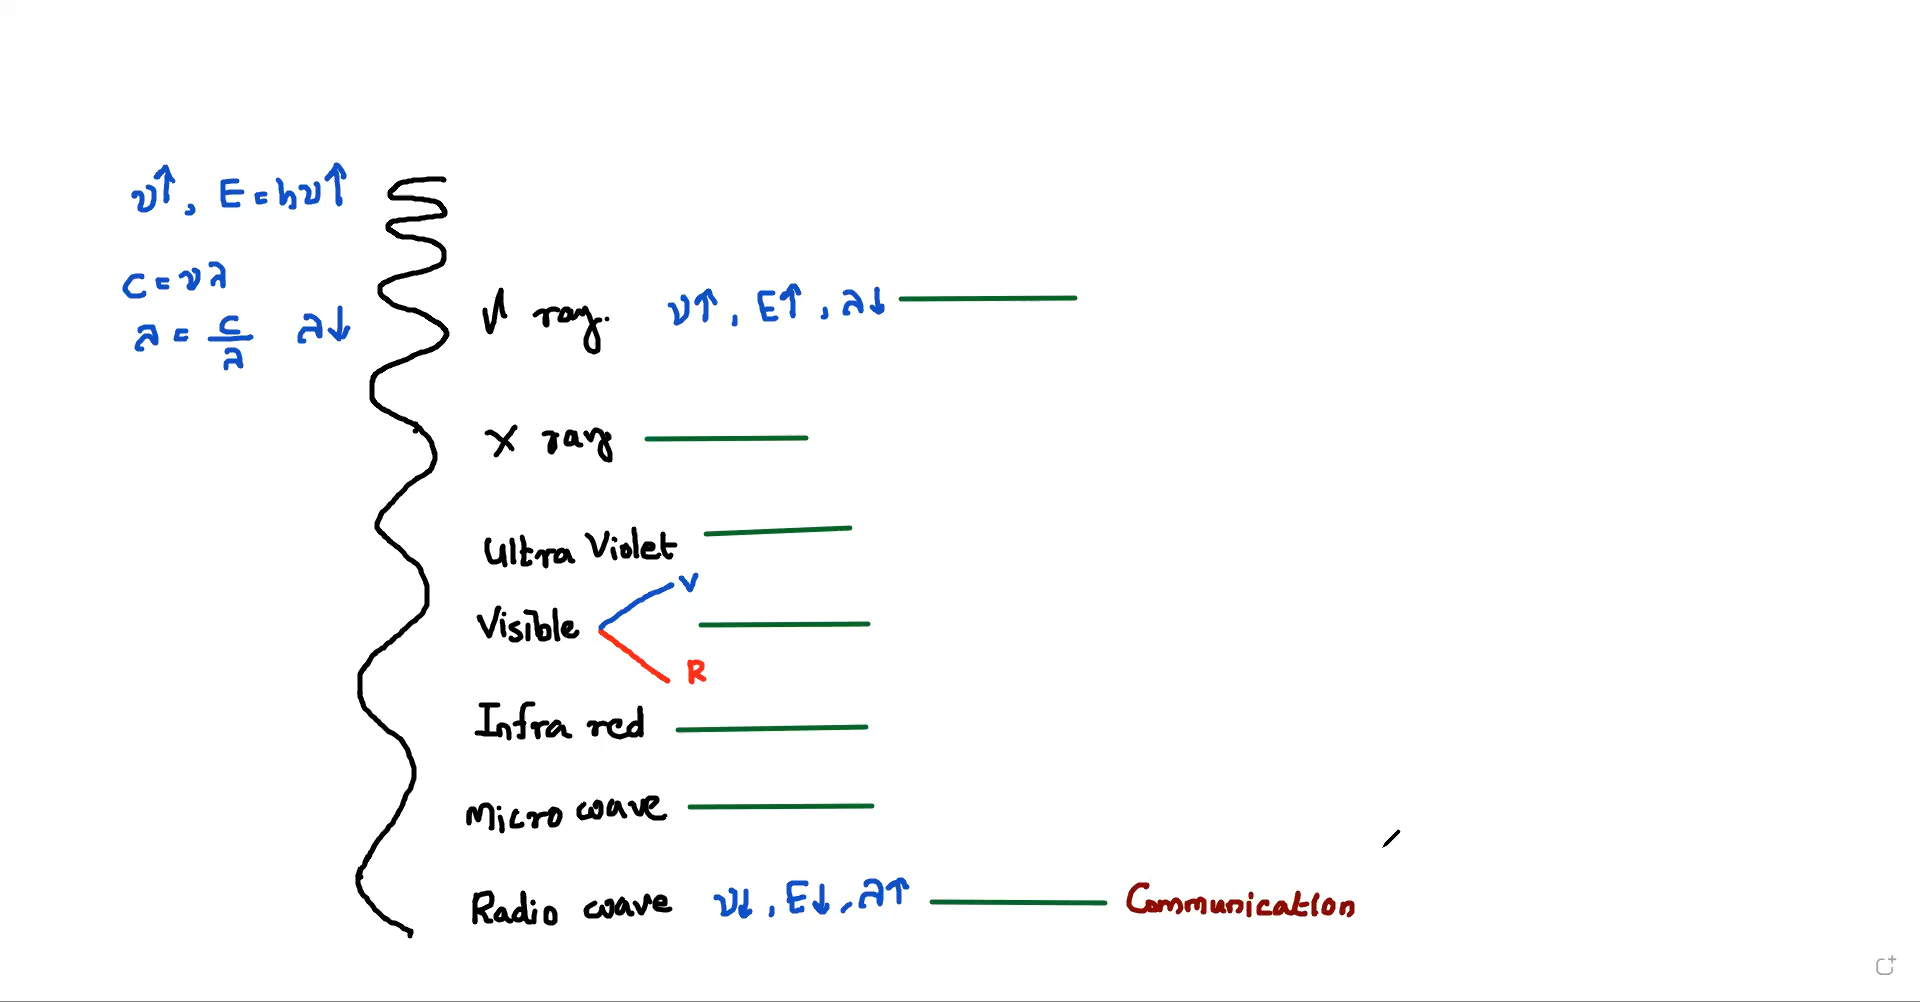 ν↑, E = hν↑
c = νλ
λ = c/λ λ↓
γ ray. ν↑, E↑, λ↓
X ray
Ultra Violet
V
Visible
R
Infra red
Micro wave
Radio wave ν↓, E↓, λ↑ Communication